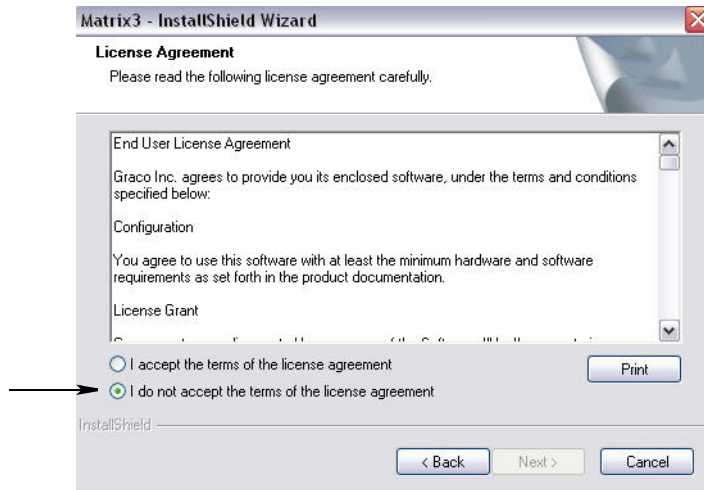 Matrix3 - InstallShield Wizard
License Agreement
Please read the following license agreement carefully.
End User License Agreement
Graco Inc. agrees to provide you its enclosed software, under the terms and conditions
specified below:
Configuration
You agree to use this software with at least the minimum hardware and software
requirements as set forth in the product documentation.
License Grant
I accept the terms of the license agreement
Print
I do not accept the terms of the license agreement
InstallShield
< Back
Next >
Cancel